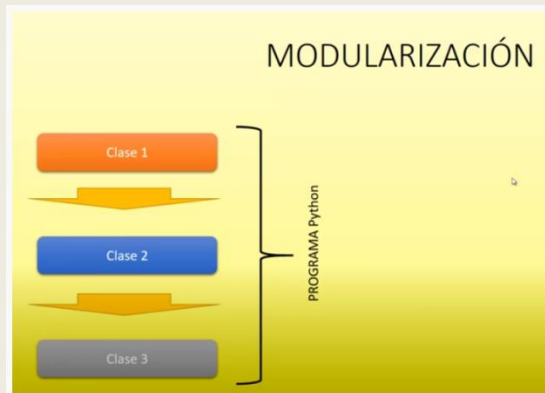 MODULARIZACIÓN
Clase 1
Clase 2
Clase 3
PROGRAMA Python